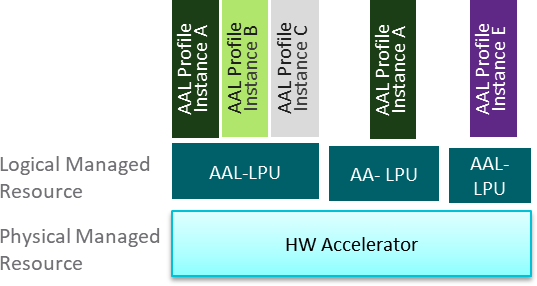 AAL Profile
Instance A
AAL Profile
Instance B
AAL Profile
Instance C
AAL Profile
Instance A
AAL Profile
Instance E
Logical Managed
Resource
AAL-LPU
AA- LPU
AAL-
LPU
Physical Managed
Resource
HW Accelerator